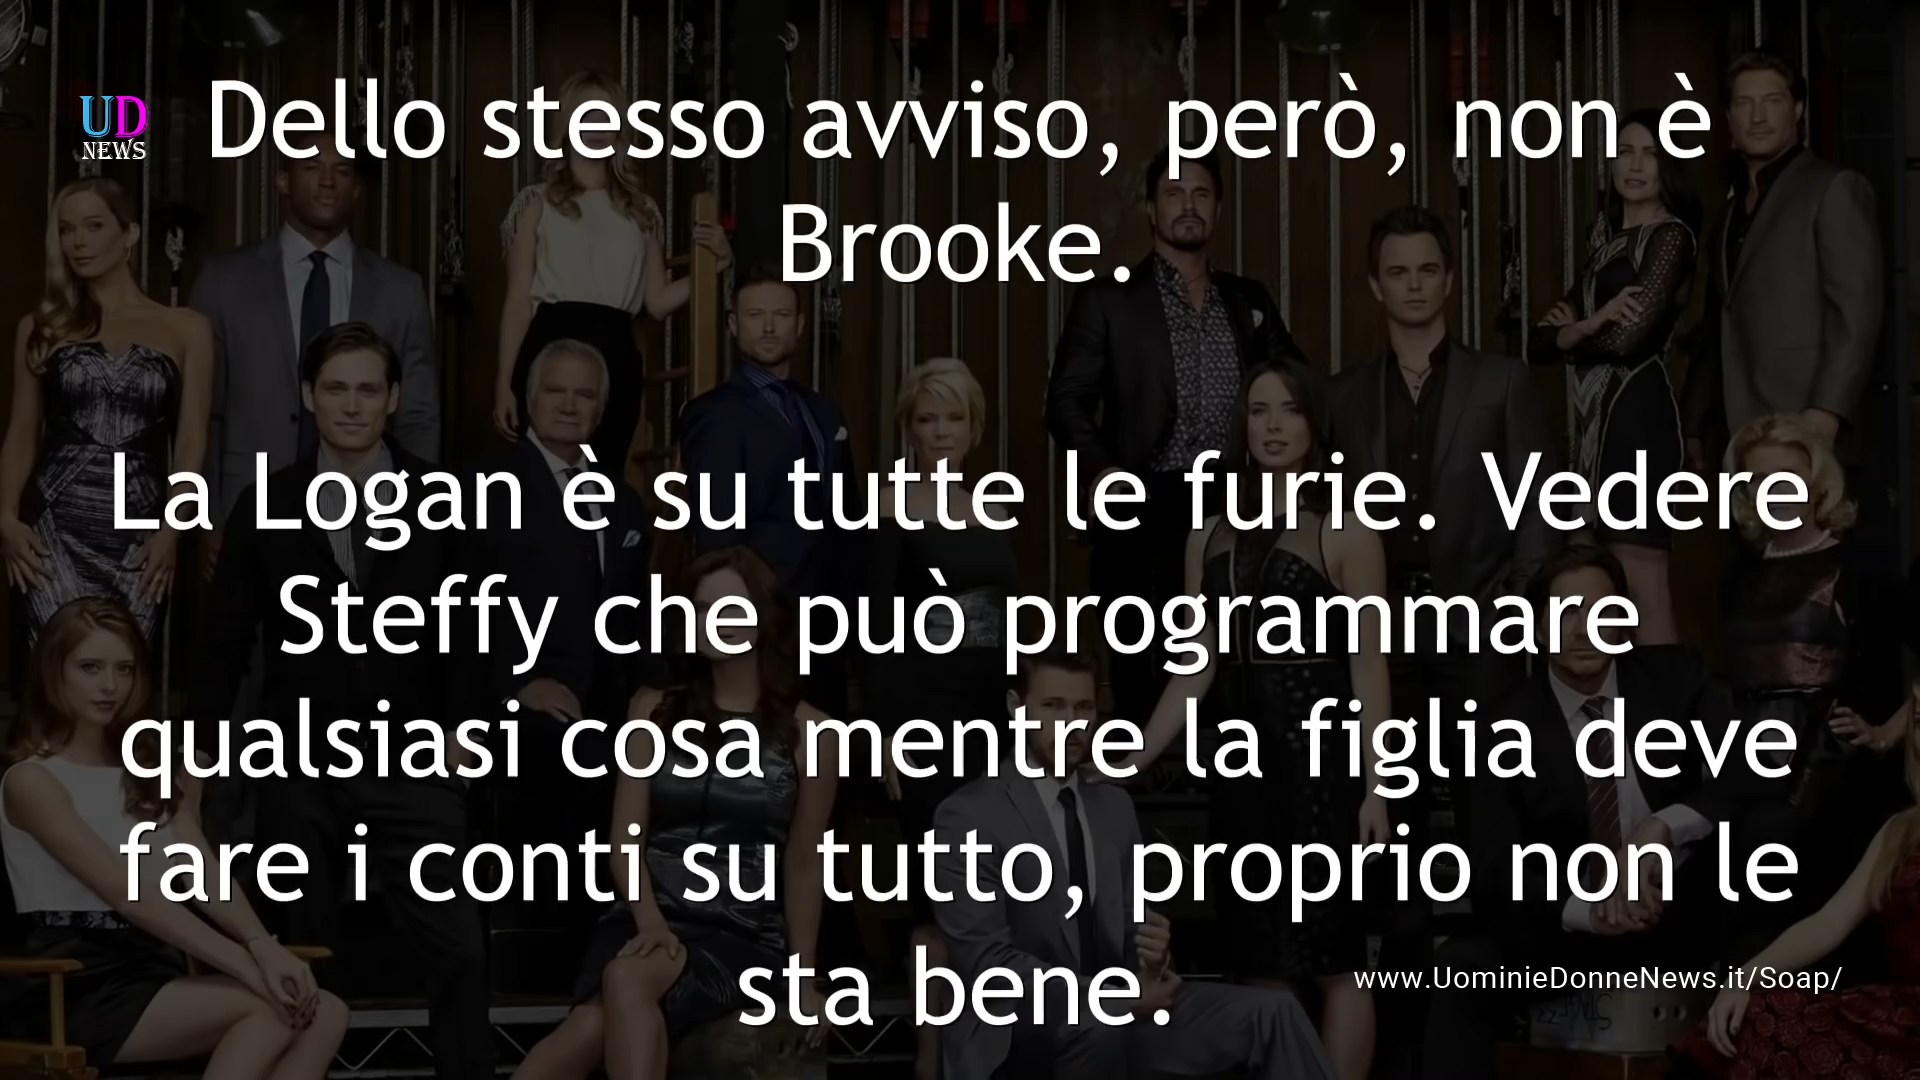 UD
NEWS
Dello stesso avviso, però, non è
Brooke.
La Logan è su tutte le furie. Vedere
Steffy che può programmare
qualsiasi cosa mentre la figlia deve
fare i conti su tutto, proprio non le
sta bene.
www.UominieDonneNews.it/Soap/